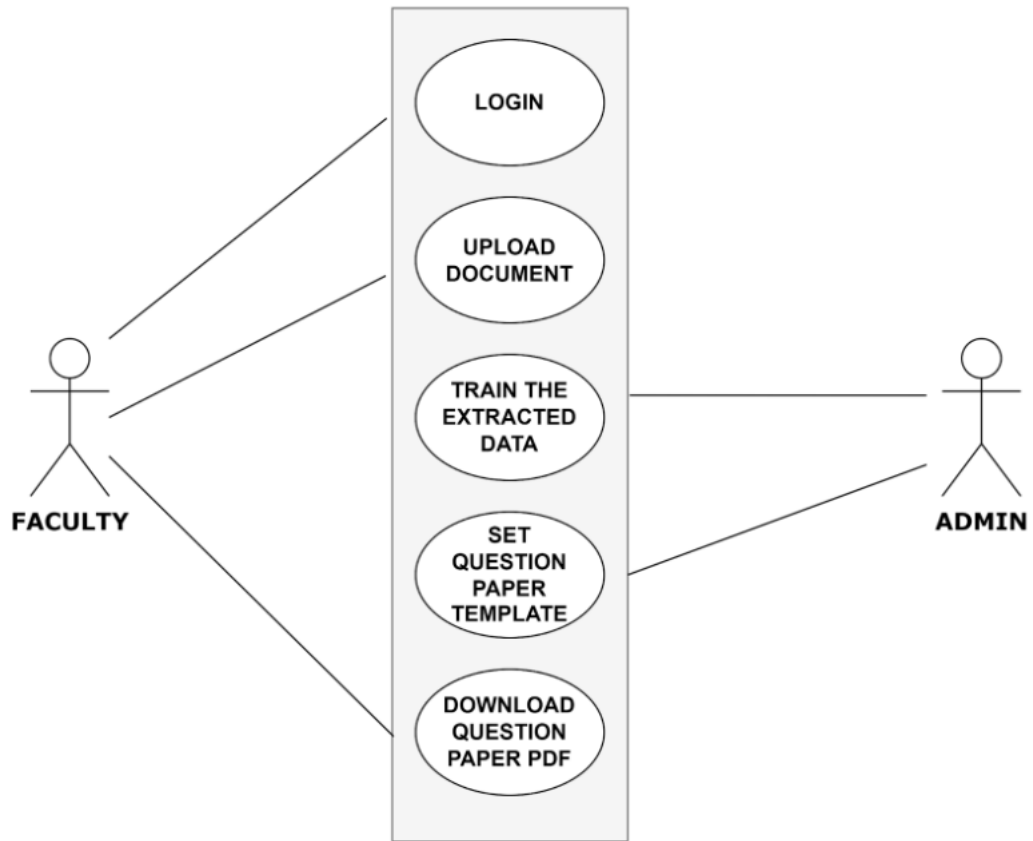 LOGIN
UPLOAD
DOCUMENT
TRAIN THE
EXTRACTED
DATA
FACULTY
ADMIN
SET
QUESTION
PAPER
TEMPLATE
DOWNLOAD
QUESTION
PAPER PDF